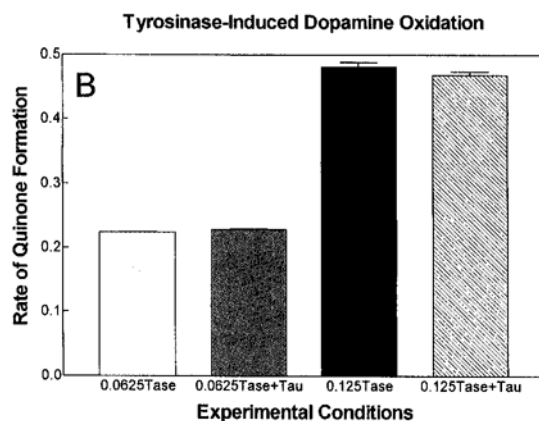 Tyrosinase-Induced Dopamine Oxidation
B
Rate of Quinone Formation
0.5
0.4
0.3
0.2
0.1
0.0
0.0625Tase 0.0625Tase+Tau 0.125Tase 0.125Tase+Tau
Experimental Conditions